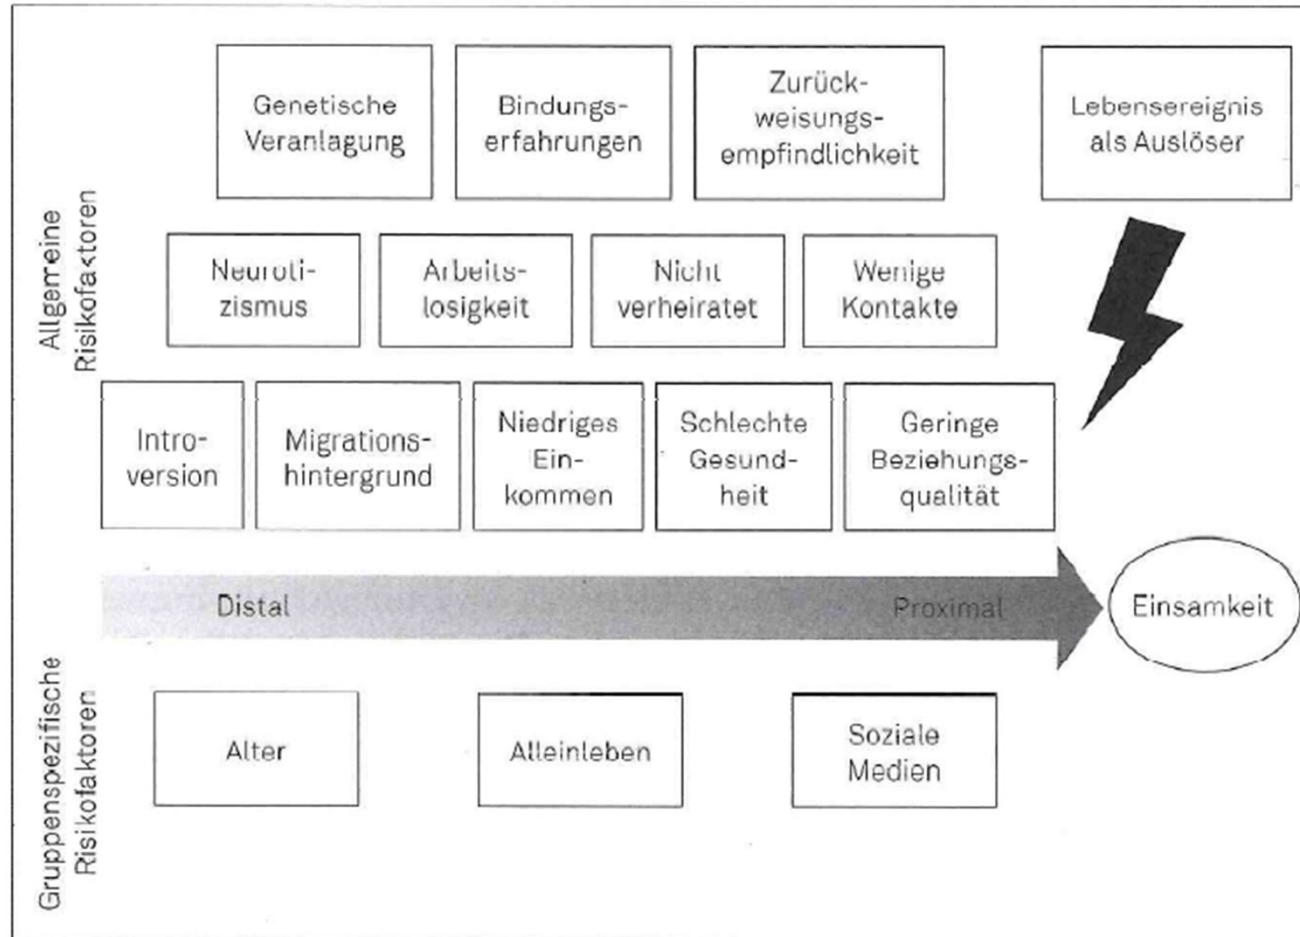 Genetische
Veranlagung
Bindungs-
erfahrungen
Zurück-
weisungs-
empfindlichkeit
Lebensereignis
als Auslöser
Allgemeine
Risikofaktoren
Neuroti-
zismus
Arbeits-
losigkeit
Nicht
verheiratet
Wenige
Kontakte
Intro-
version
Migrations-
hintergrund
Niedriges
Ein-
kommen
Schlechte
Gesund-
heit
Geringe
Beziehungs-
qualität
Distal
Proximal
Einsamkeit
Gruppenspezifische
Risikofaktoren
Alter
Alleinleben
Soziale
Medien